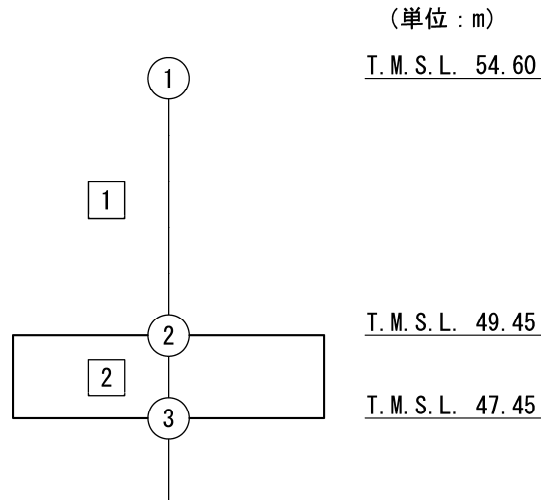 (単位：m)
① T.M.S.L. 54.60
1
② T.M.S.L. 49.45
2
③ T.M.S.L. 47.45